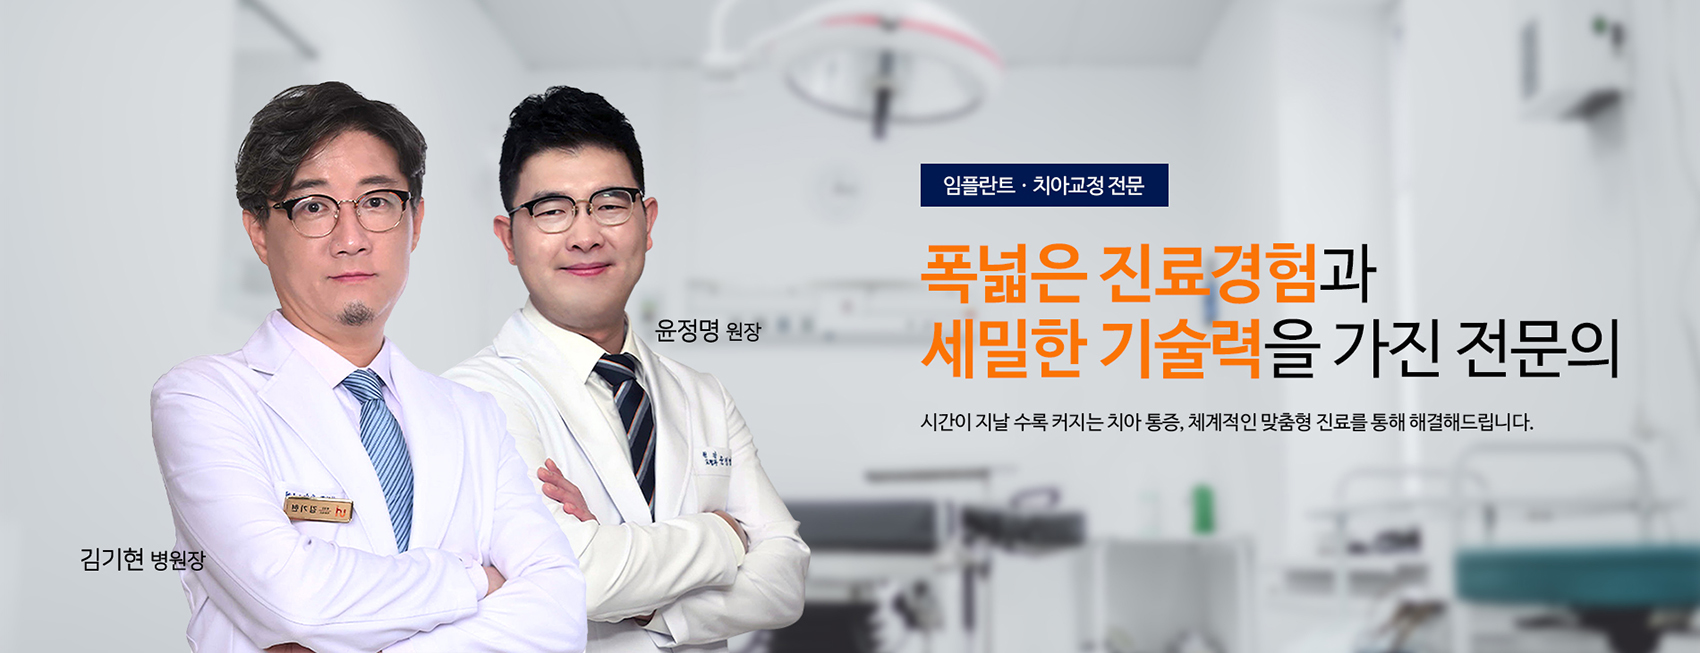 임플란트 · 치아교정 전문
폭넓은 진료경험과
세밀한 기술력을 가진 전문의
시간이 지날 수록 커지는 치아 통증, 체계적인 맞춤형 진료를 통해 해결해드립니다.
윤정명 원장
김기현 병원장
김기현